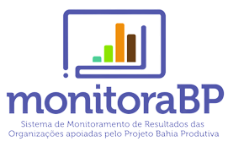 monitoraBP
Sistema de Monitoramento de Resultados das
Organizações apoiadas pelo Projeto Bahia Produtiva